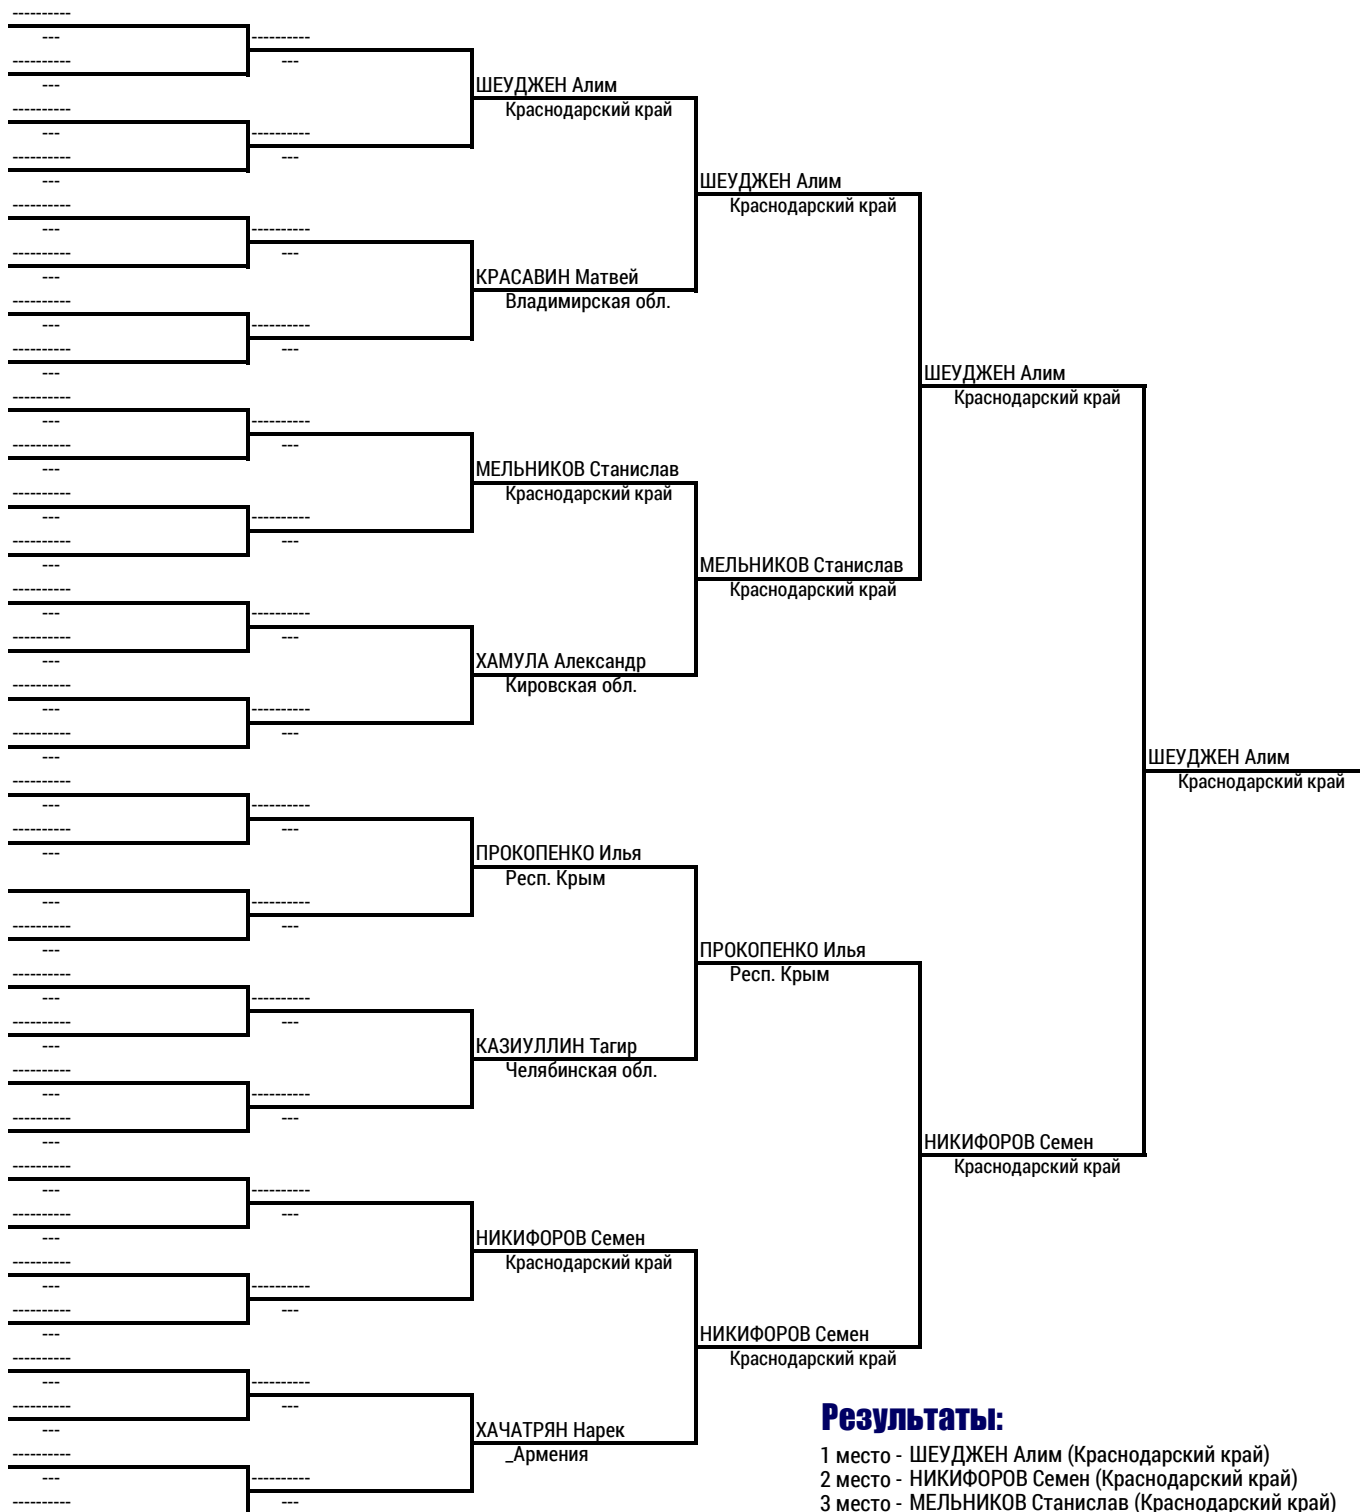 ----------
---
----------
---
----------
---
----------
---
----------
---
----------
---
----------
---
----------
---
----------
---
----------
---
----------
---
----------
---
----------
---
----------
---
----------
---
----------
---
----------
---
----------
---
---
----------
---
----------
---
----------
---
----------
---
----------
---
----------
---
----------
---
----------
---
----------
---
----------
---
----------
---
----------
---
----------
---
----------
----------
---
----------
---
----------
---
----------
---
----------
---
----------
---
----------
---
----------
---
----------
---
----------
---
----------
---
----------
---
----------
---
----------
---
----------
---
----------
---
ШЕУДЖЕН Алим
Краснодарский край
КРАСАВИН Матвей
Владимирская обл.
МЕЛЬНИКОВ Станислав
Краснодарский край
ХАМУЛА Александр
Кировская обл.
ПРОКОПЕНКО Илья
Респ. Крым
КАЗИУЛЛИН Тагир
Челябинская обл.
НИКИФОРОВ Семен
Краснодарский край
ХАЧАТРЯН Нарек
_Армения
ШЕУДЖЕН Алим
Краснодарский край
МЕЛЬНИКОВ Станислав
Краснодарский край
ПРОКОПЕНКО Илья
Респ. Крым
НИКИФОРОВ Семен
Краснодарский край
ШЕУДЖЕН Алим
Краснодарский край
НИКИФОРОВ Семен
Краснодарский край
ШЕУДЖЕН Алим
Краснодарский край
Результаты:
1 место - ШЕУДЖЕН Алим (Краснодарский край)
2 место - НИКИФОРОВ Семен (Краснодарский край)
3 место - МЕЛЬНИКОВ Станислав (Краснодарский край)